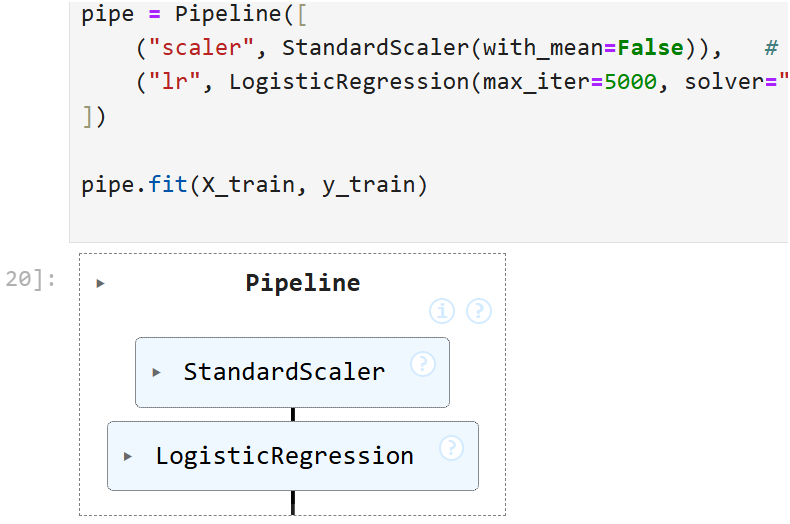 pipe = Pipeline([
("scaler", StandardScaler(with_mean=False)), #
("lr", LogisticRegression(max_iter=5000, solver="
])
pipe.fit(X_train, y_train)
20]:
Pipeline
i ?
StandardScaler ?
LogisticRegression ?